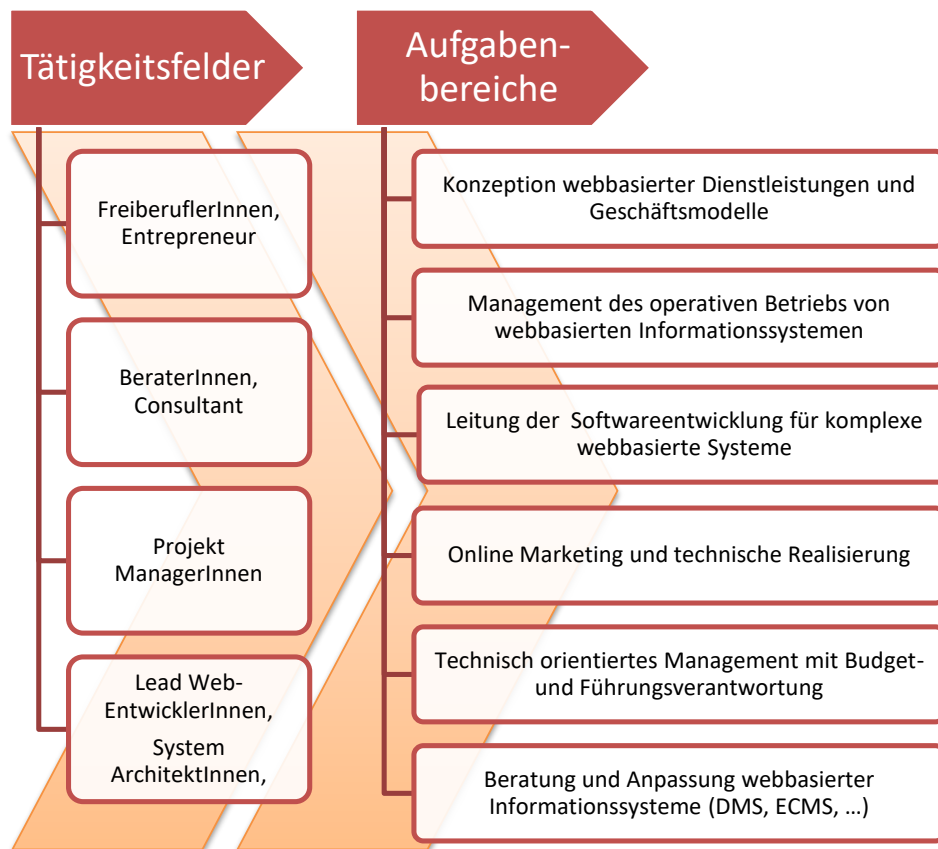 Tätigkeitsfelder
FreiberuflerInnen,
Entrepreneur
BeraterInnen,
Consultant
Projekt
ManagerInnen
Lead Web-
EntwicklerInnen,
System
ArchitektInnen,
Aufgaben-
bereiche
Konzeption webbasierter Dienstleistungen und
Geschäftsmodelle
Management des operativen Betriebs von
webbasierten Informationssystemen
Leitung der Softwareentwicklung für komplexe
webbasierte Systeme
Online Marketing und technische Realisierung
Technisch orientiertes Management mit Budget-
und Führungsverantwortung
Beratung und Anpassung webbasierter
Informationssysteme (DMS, ECMS, …)